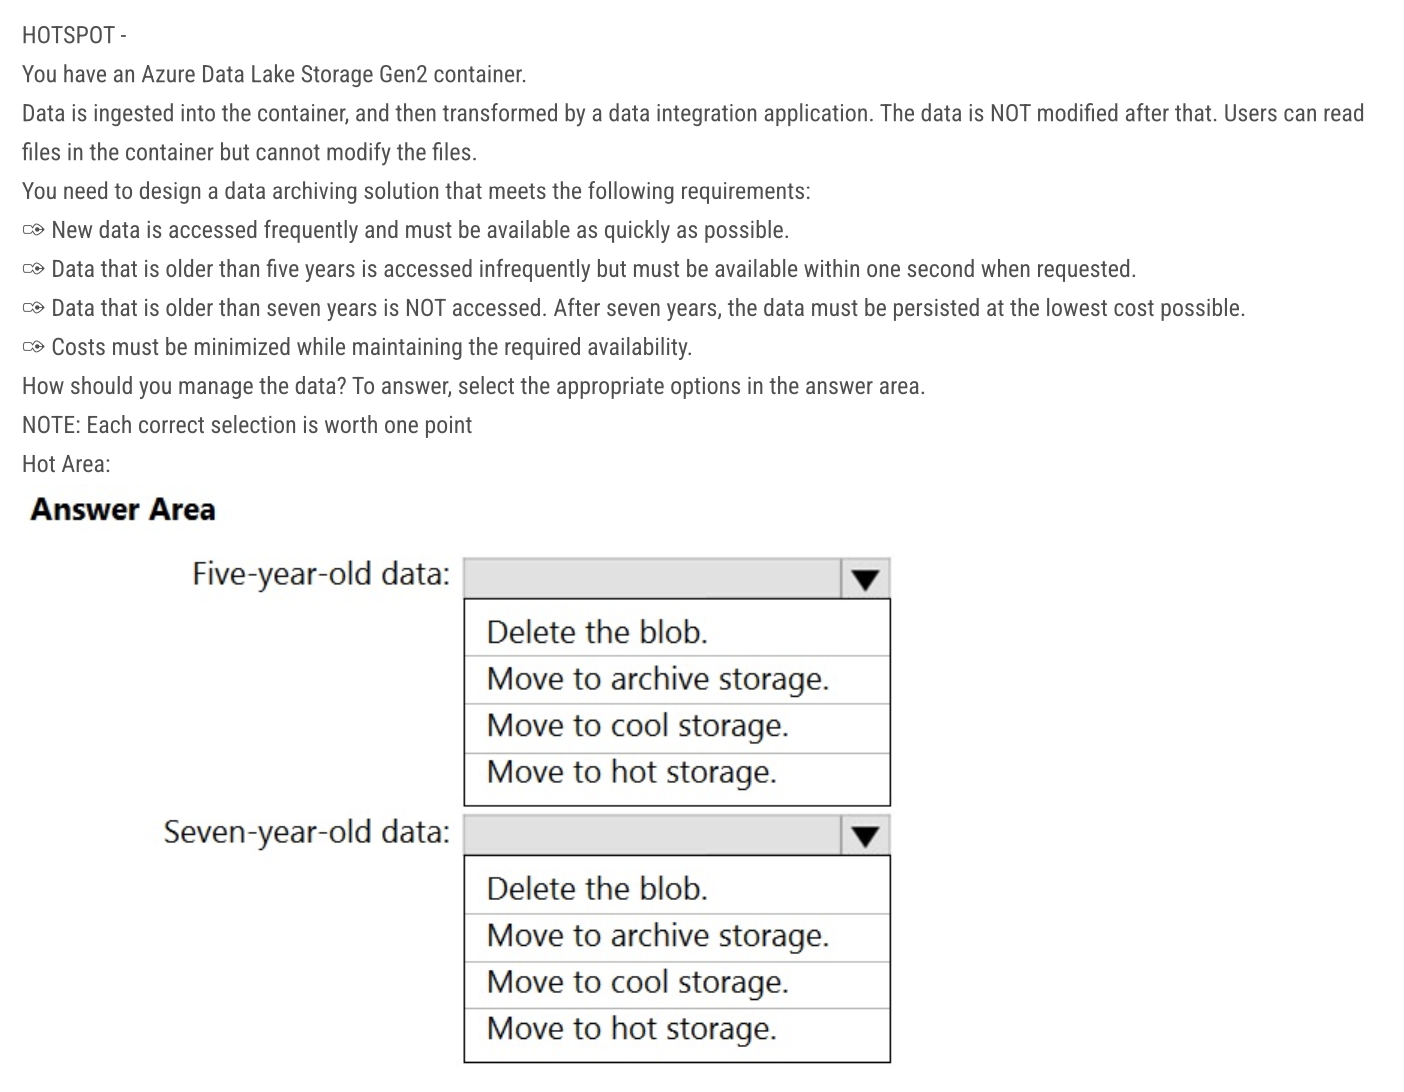 HOTSPOT -
You have an Azure Data Lake Storage Gen2 container.
Data is ingested into the container, and then transformed by a data integration application. The data is NOT modified after that. Users can read
files in the container but cannot modify the files.
You need to design a data archiving solution that meets the following requirements:
New data is accessed frequently and must be available as quickly as possible.
Data that is older than five years is accessed infrequently but must be available within one second when requested.
Data that is older than seven years is NOT accessed. After seven years, the data must be persisted at the lowest cost possible.
Costs must be minimized while maintaining the required availability.
How should you manage the data? To answer, select the appropriate options in the answer area.
NOTE: Each correct selection is worth one point
Hot Area:
Answer Area
Five-year-old data:
Delete the blob.
Move to archive storage.
Move to cool storage.
Move to hot storage.
Seven-year-old data:
Delete the blob.
Move to archive storage.
Move to cool storage.
Move to hot storage.